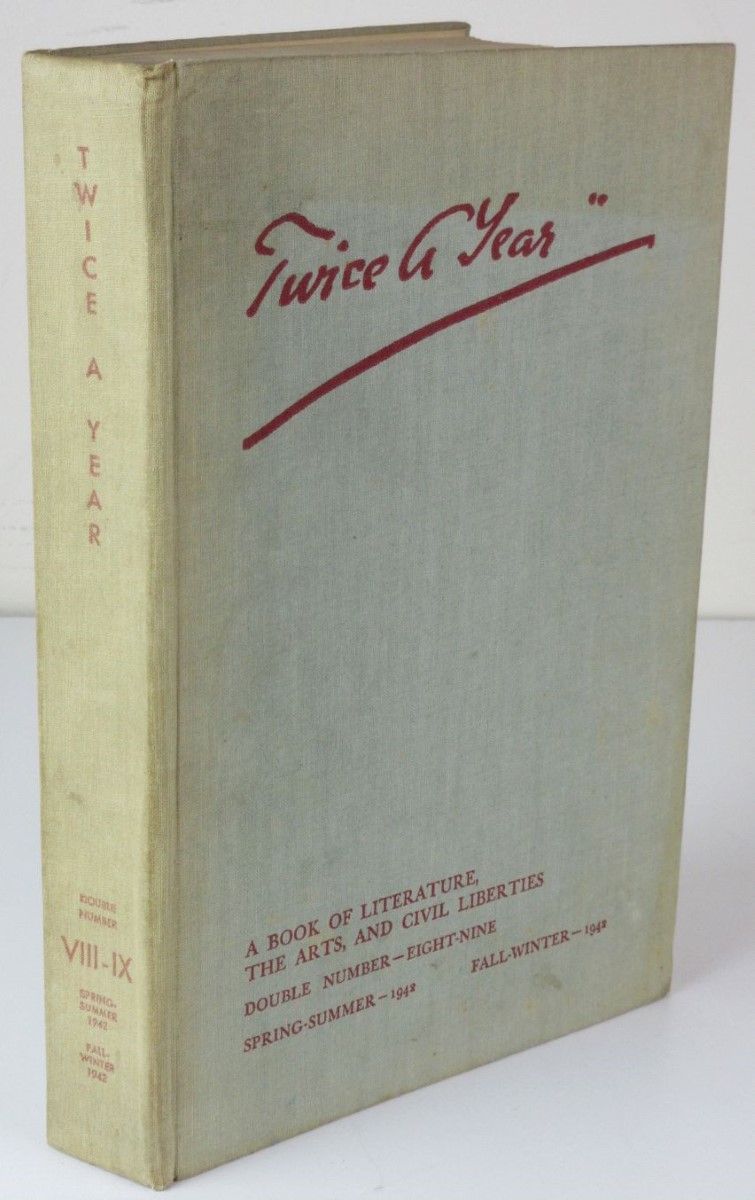 TWICE A YEAR
DOUBLE
NUMBER
VIII-IX
SPRING-
SUMMER
1942
FALL-
WINTER
1942
Twice A Year"
A BOOK OF LITERATURE,
THE ARTS, AND CIVIL LIBERTIES
DOUBLE NUMBER—EIGHT-NINE
SPRING-SUMMER—1942 FALL-WINTER—1942